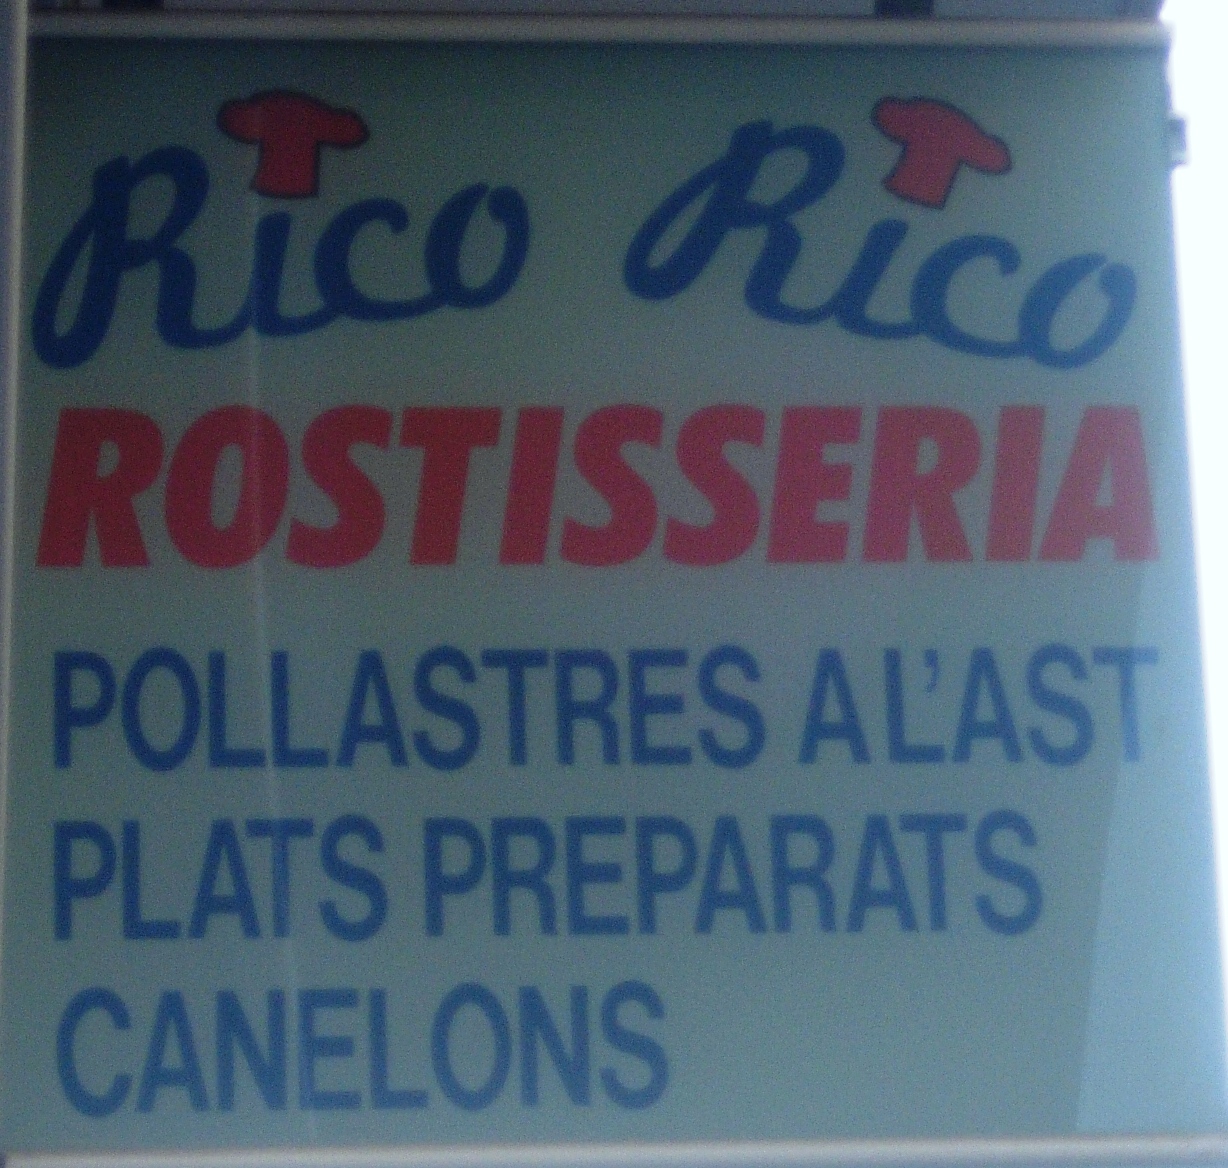 Rico Rico
ROSTISSERIA
POLLASTRES A L'AST
PLATS PREPARATS
CANELONS